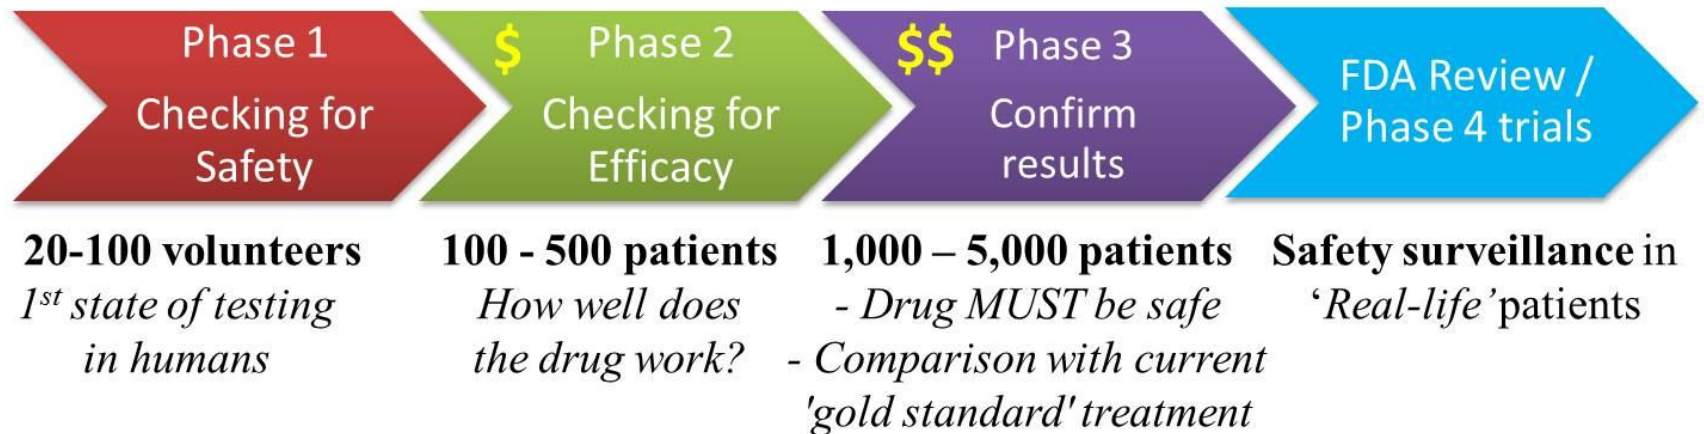 Phase 1
Checking for
Safety
$ Phase 2
Checking for
Efficacy
$$ Phase 3
Confirm
results
FDA Review /
Phase 4 trials
20-100 volunteers
1st state of testing
in humans
100 - 500 patients
How well does
the drug work?
1,000 – 5,000 patients
- Drug MUST be safe
- Comparison with current
'gold standard' treatment
Safety surveillance in
‘Real-life’patients